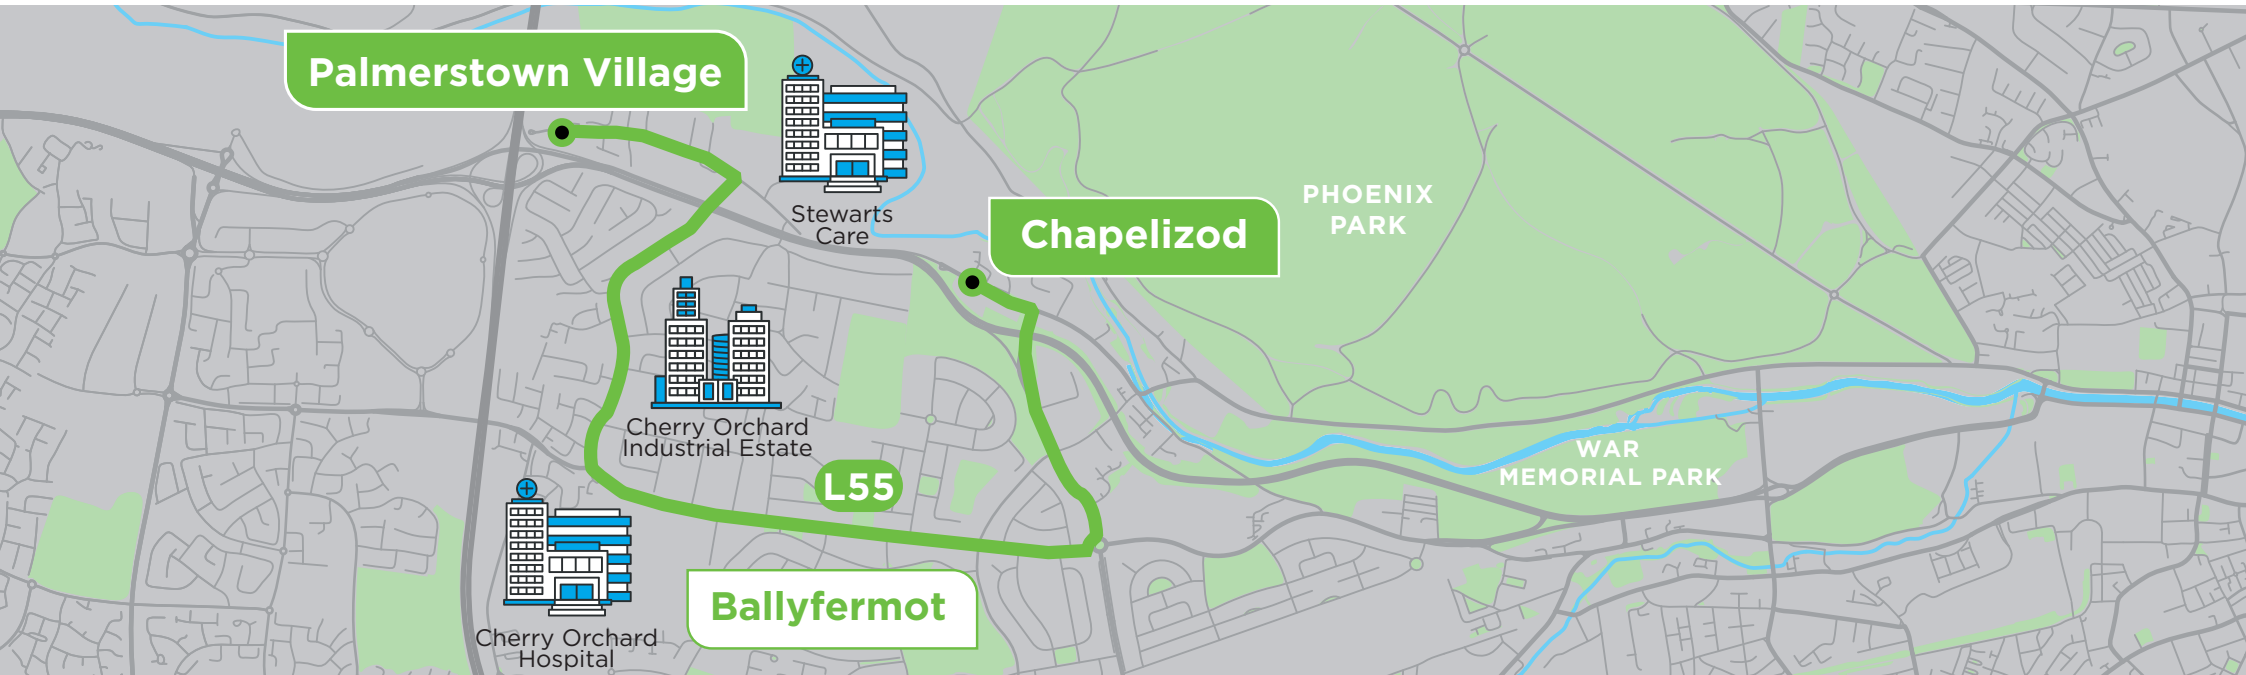 Palmerstown Village
Stewarts
Care
Chapelizod
PHOENIX
PARK
Cherry Orchard
Industrial Estate
WAR
MEMORIAL PARK
L55
Ballyfermot
Cherry Orchard
Hospital